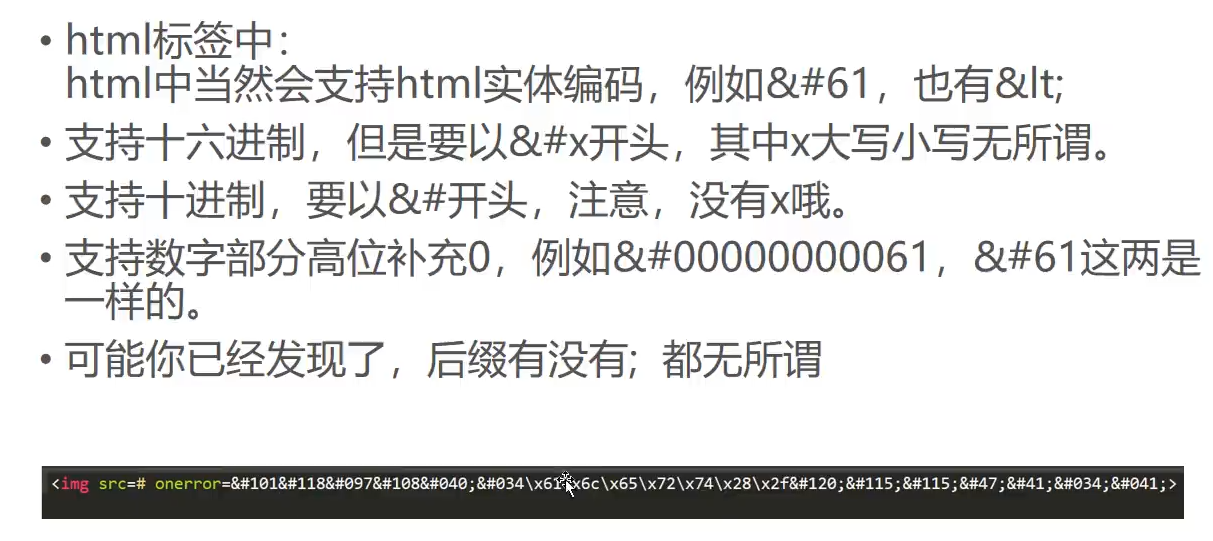 • html标签中：
html中当然会支持html实体编码，例如&#61，也有&lt;
• 支持十六进制，但是要以&#x开头，其中x大写小写无所谓。
• 支持十进制，要以&#开头，注意，没有x哦。
• 支持数字部分高位补充0，例如&#00000000061，&#61这两是
一样的。
• 可能你已经发现了，后缀有没有；都无所谓
<img src=# onerror=&#101&#118&#097&#108&#040;&#034\x61\x6c\x65\x72\x74\x28\x2f&#120;&#115;&#115;&#47;&#41;&#034;&#041;>